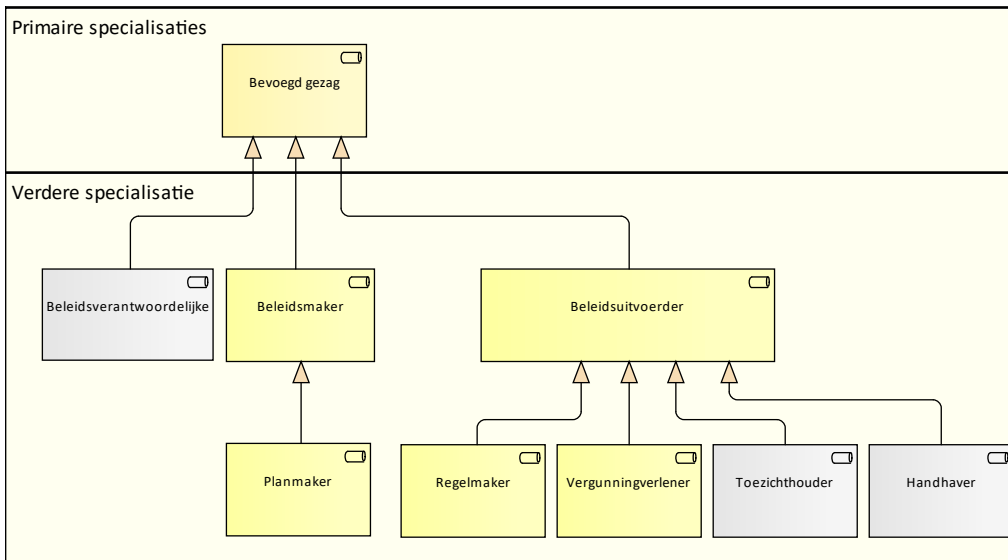 Primaire specialisaties
Bevoegd gezag
Verdere specialisatie
Beleidsverantwoordelijke
Beleidsmaker
Beleidsuitvoerder
Planmaker
Regelmaker
Vergunningverlener
Toezichthouder
Handhaver